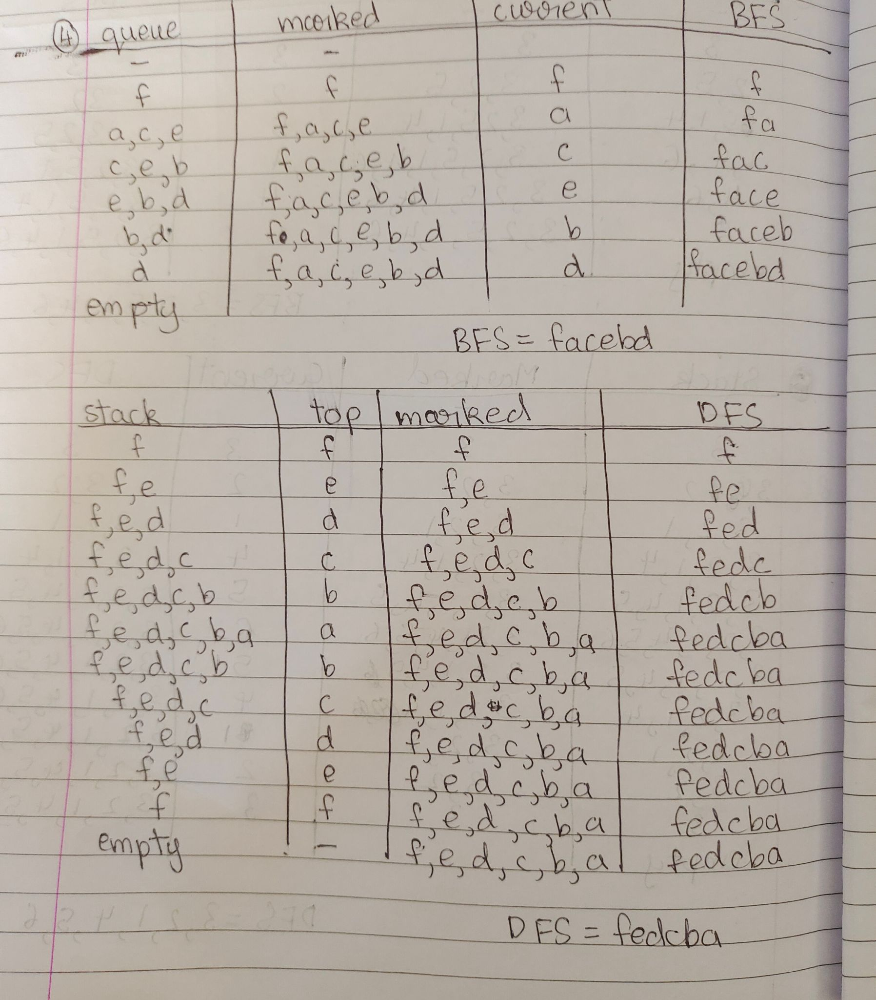 ④ queue marked current BFS
– –
f f f f
a,c,e f,a,c,e a fa
c,e,b f,a,c,e,b c fac
e,b,d f,a,c,e,b,d e face
b,d f,a,c,e,b,d b faceb
d f,a,c,e,b,d d facebd
empty
BFS = facebd
stack top marked DFS
f f f f
f,e e f,e fe
f,e,d d f,e,d fed
f,e,d,c c f,e,d,c fedc
f,e,d,c,b b f,e,d,c,b fedcb
f,e,d,c,b,a a f,e,d,c,b,a fedcba
f,e,d,c,b b f,e,d,c,b,a fedcba
f,e,d,c c f,e,d,c,b,a fedcba
f,e,d d f,e,d,c,b,a fedcba
f,e e f,e,d,c,b,a fedcba
f f f,e,d,c,b,a fedcba
empty – f,e,d,c,b,a fedcba
DFS = fedcba